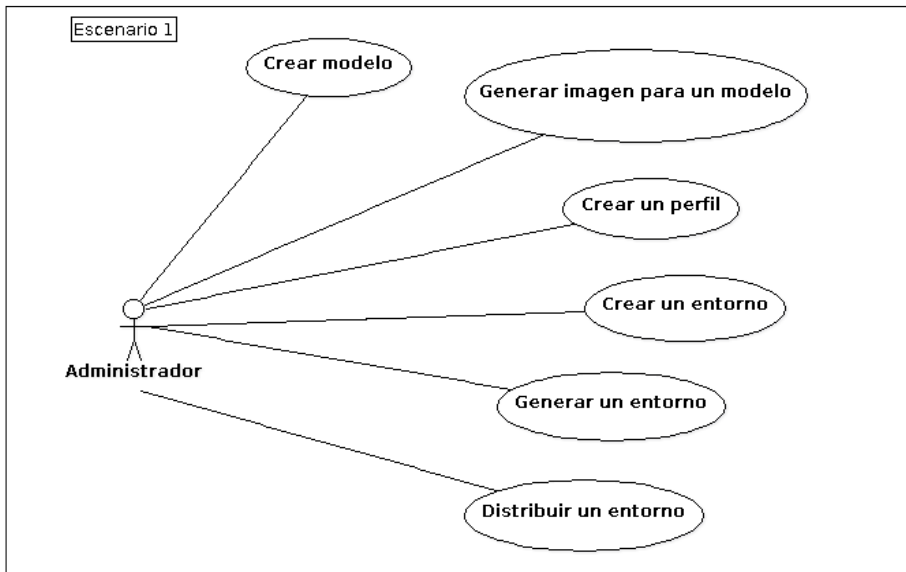 Escenario 1
Crear modelo
Generar imagen para un modelo
Crear un perfil
Crear un entorno
Administrador
Generar un entorno
Distribuir un entorno